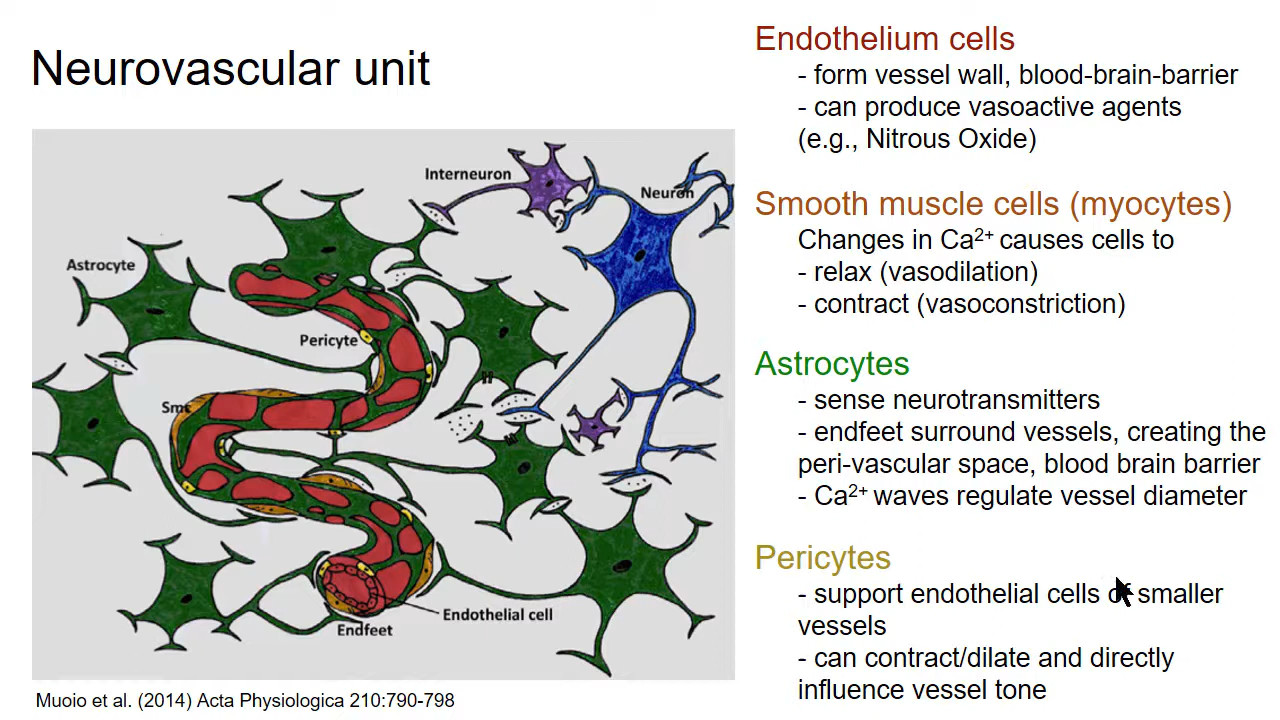 Neurovascular unit
Interneuron
Neuron
Astrocyte
Pericyte
Smc
Endothelial cell
Endfeet
Muoio et al. (2014) Acta Physiologica 210:790-798
Endothelium cells
- form vessel wall, blood-brain-barrier
- can produce vasoactive agents
(e.g., Nitrous Oxide)
Smooth muscle cells (myocytes)
Changes in Ca²⁺ causes cells to
- relax (vasodilation)
- contract (vasoconstriction)
Astrocytes
- sense neurotransmitters
- endfeet surround vessels, creating the
peri-vascular space, blood brain barrier
- Ca²⁺ waves regulate vessel diameter
Pericytes
- support endothelial cells of smaller
vessels
- can contract/dilate and directly
influence vessel tone